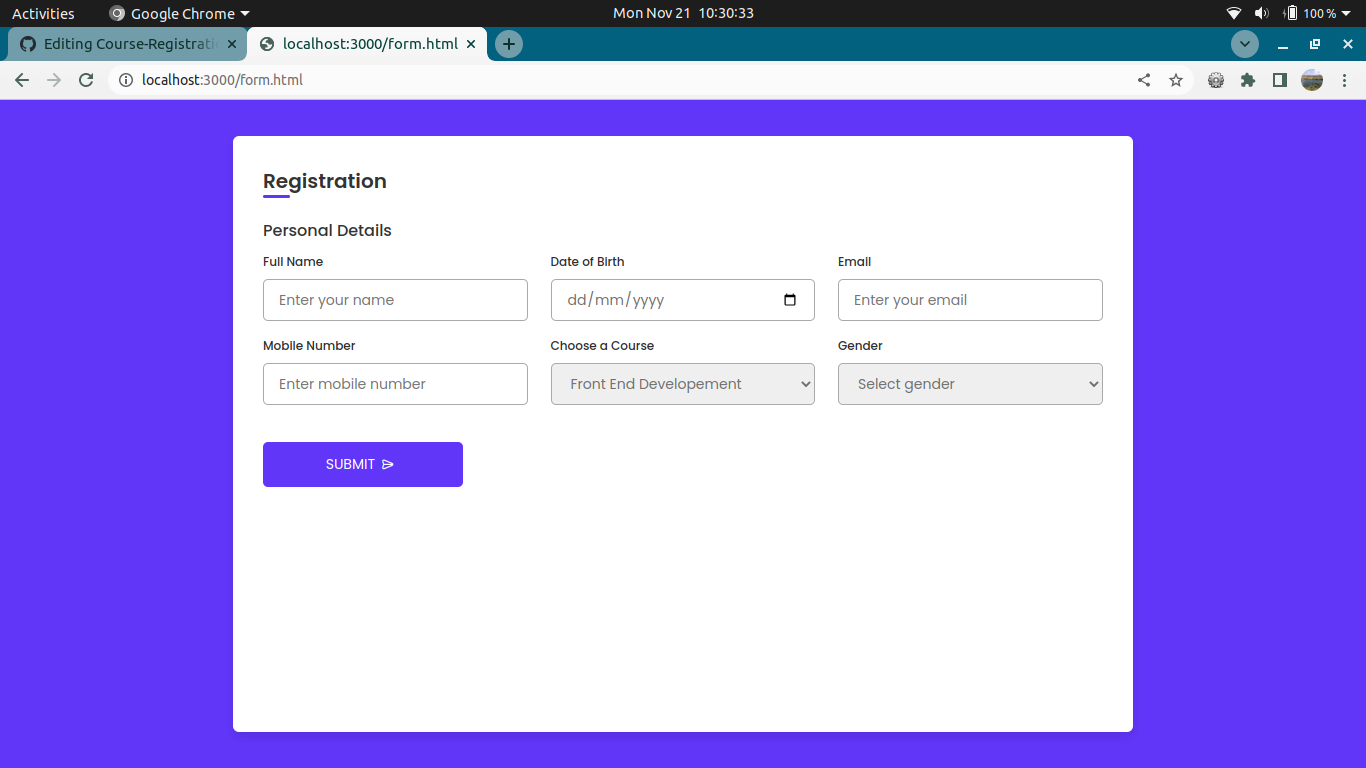 Activities Google Chrome Mon Nov 21 10:30:33 100 %
Editing Course-Registrati localhost:3000/form.html
localhost:3000/form.html
Registration
Personal Details
Full Name Date of Birth Email
Enter your name dd/mm/yyyy Enter your email
Mobile Number Choose a Course Gender
Enter mobile number Front End Developement Select gender
SUBMIT